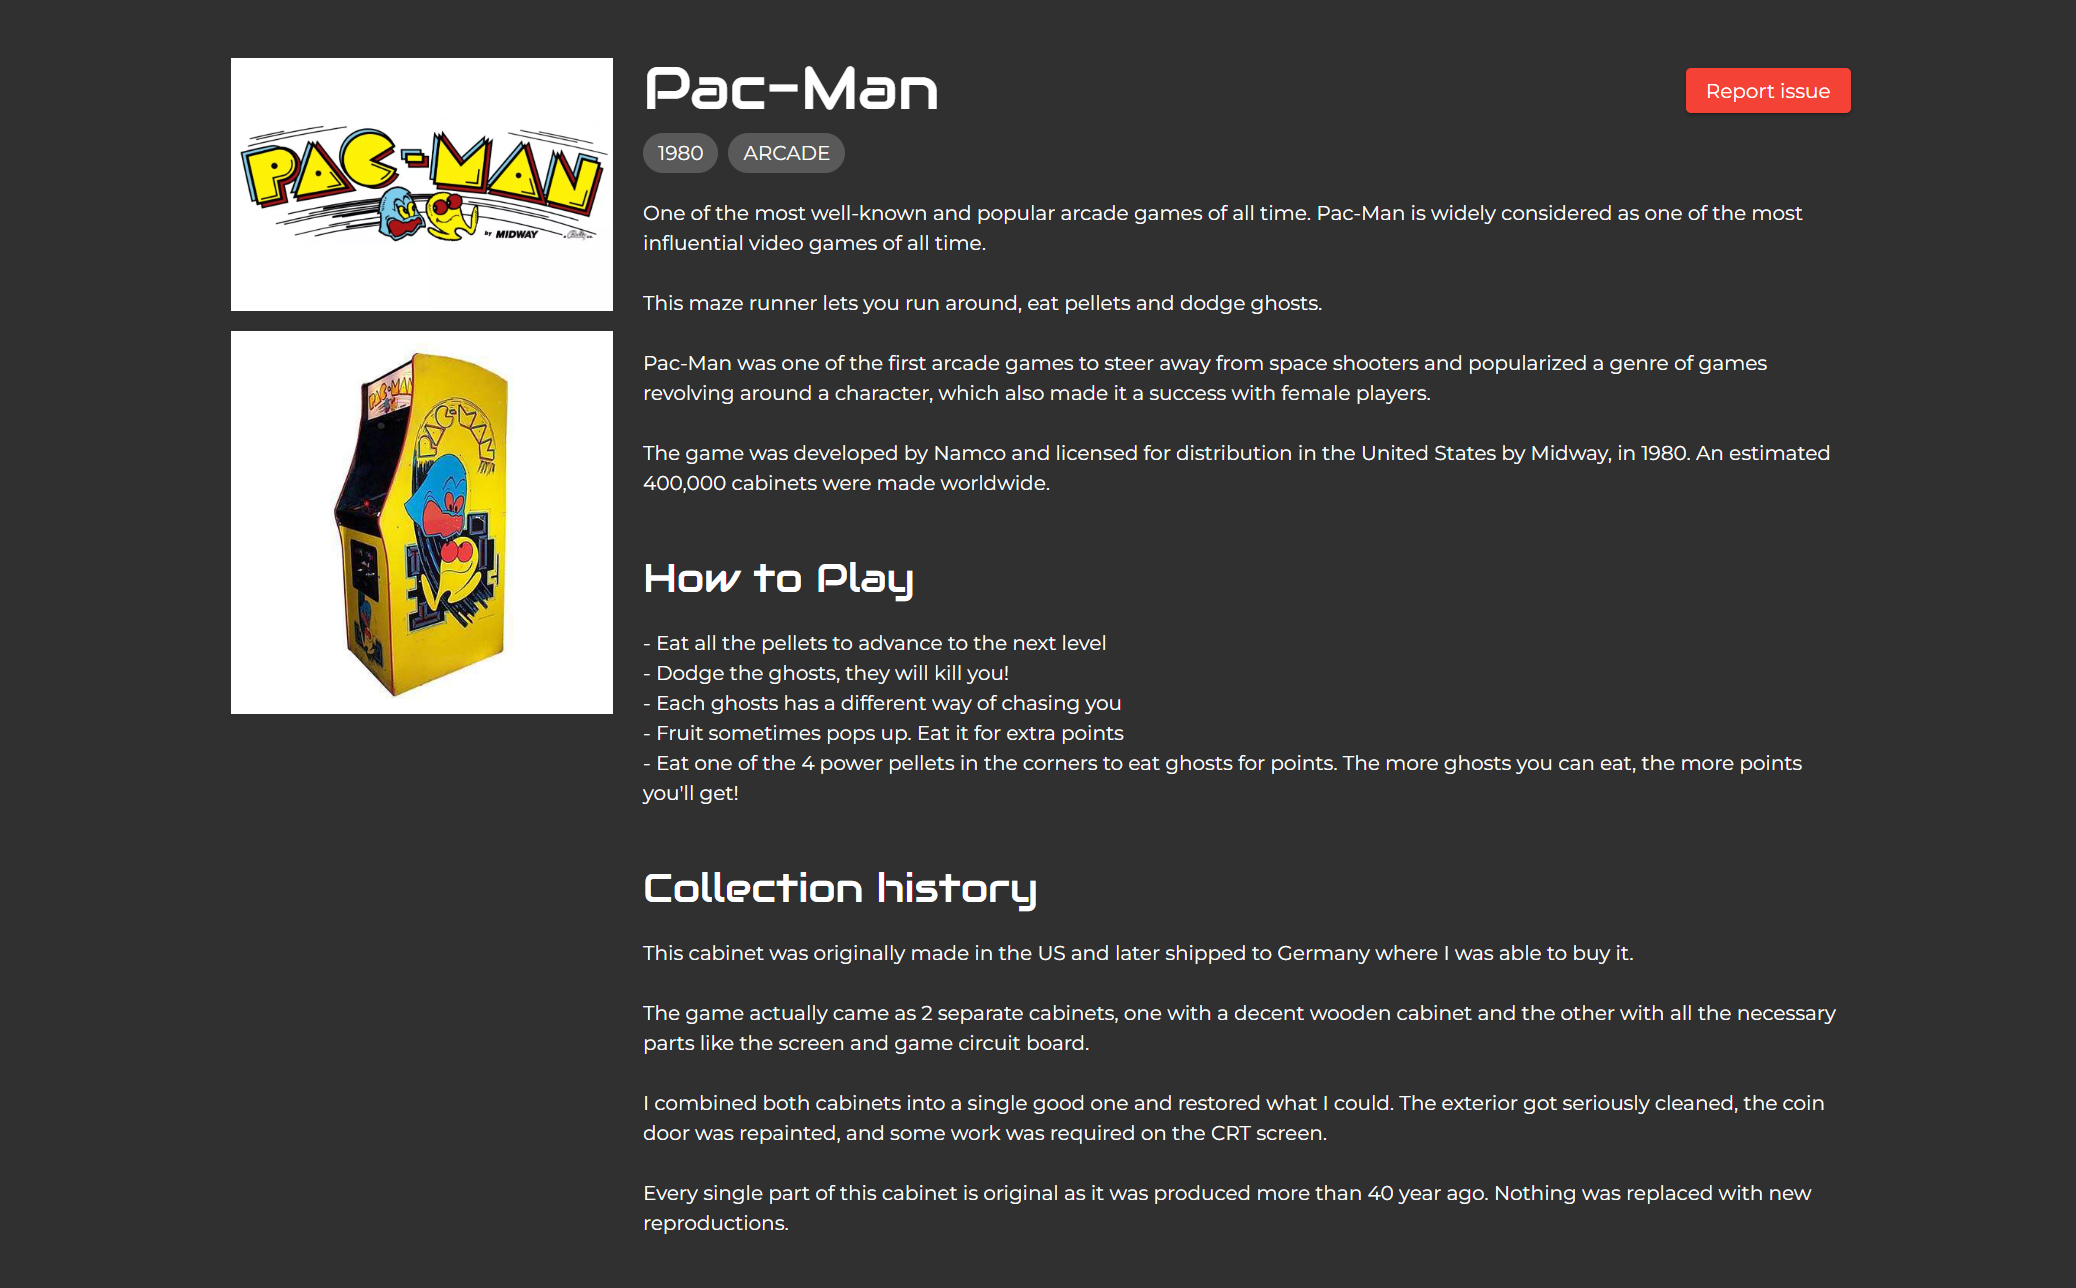 PAC-MAN
by MIDWAY
PAC-MAN
PAC-MAN
Pac-Man
Report issue
1980
ARCADE
One of the most well-known and popular arcade games of all time. Pac-Man is widely considered as one of the most
influential video games of all time.
This maze runner lets you run around, eat pellets and dodge ghosts.
Pac-Man was one of the first arcade games to steer away from space shooters and popularized a genre of games
revolving around a character, which also made it a success with female players.
The game was developed by Namco and licensed for distribution in the United States by Midway, in 1980. An estimated
400,000 cabinets were made worldwide.
How to Play
- Eat all the pellets to advance to the next level
- Dodge the ghosts, they will kill you!
- Each ghosts has a different way of chasing you
- Fruit sometimes pops up. Eat it for extra points
- Eat one of the 4 power pellets in the corners to eat ghosts for points. The more ghosts you can eat, the more points
you'll get!
Collection history
This cabinet was originally made in the US and later shipped to Germany where I was able to buy it.
The game actually came as 2 separate cabinets, one with a decent wooden cabinet and the other with all the necessary
parts like the screen and game circuit board.
I combined both cabinets into a single good one and restored what I could. The exterior got seriously cleaned, the coin
door was repainted, and some work was required on the CRT screen.
Every single part of this cabinet is original as it was produced more than 40 year ago. Nothing was replaced with new
reproductions.